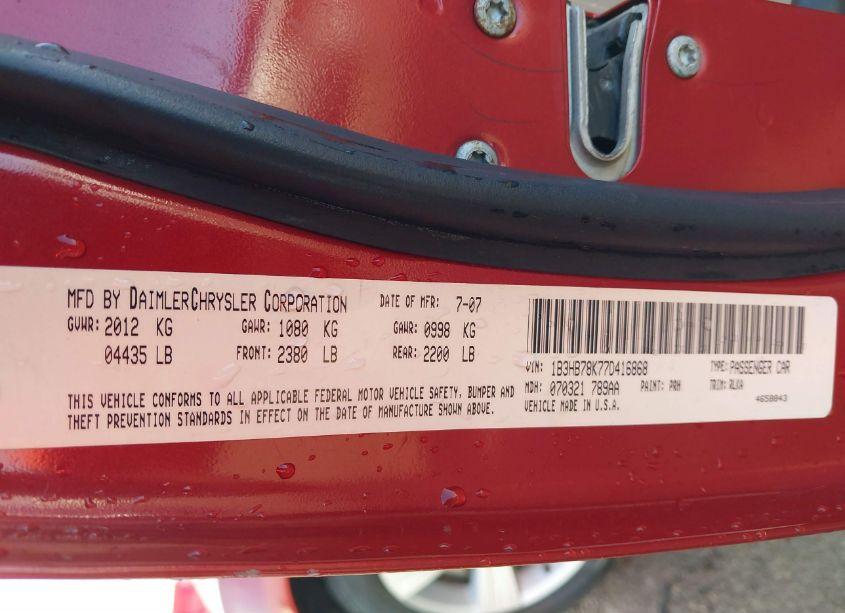 MFD BY DAIMLERCHRYSLER CORPORATION DATE OF MFR: 7-07
GVWR: 2012 KG GAWR: 1080 KG GAWR: 0998 KG
04435 LB FRONT: 2380 LB REAR: 2200 LB
THIS VEHICLE CONFORMS TO ALL APPLICABLE FEDERAL MOTOR VEHICLE SAFETY, BUMPER AND
THEFT PREVENTION STANDARDS IN EFFECT ON THE DATE OF MANUFACTURE SHOWN ABOVE.
VIN: 1B3HB78K77D416868 TYPE: PASSENGER CAR
MDH: 070321 789AA PAINT: PRH TRIM: RLKA
VEHICLE MADE IN U.S.A. 4658843